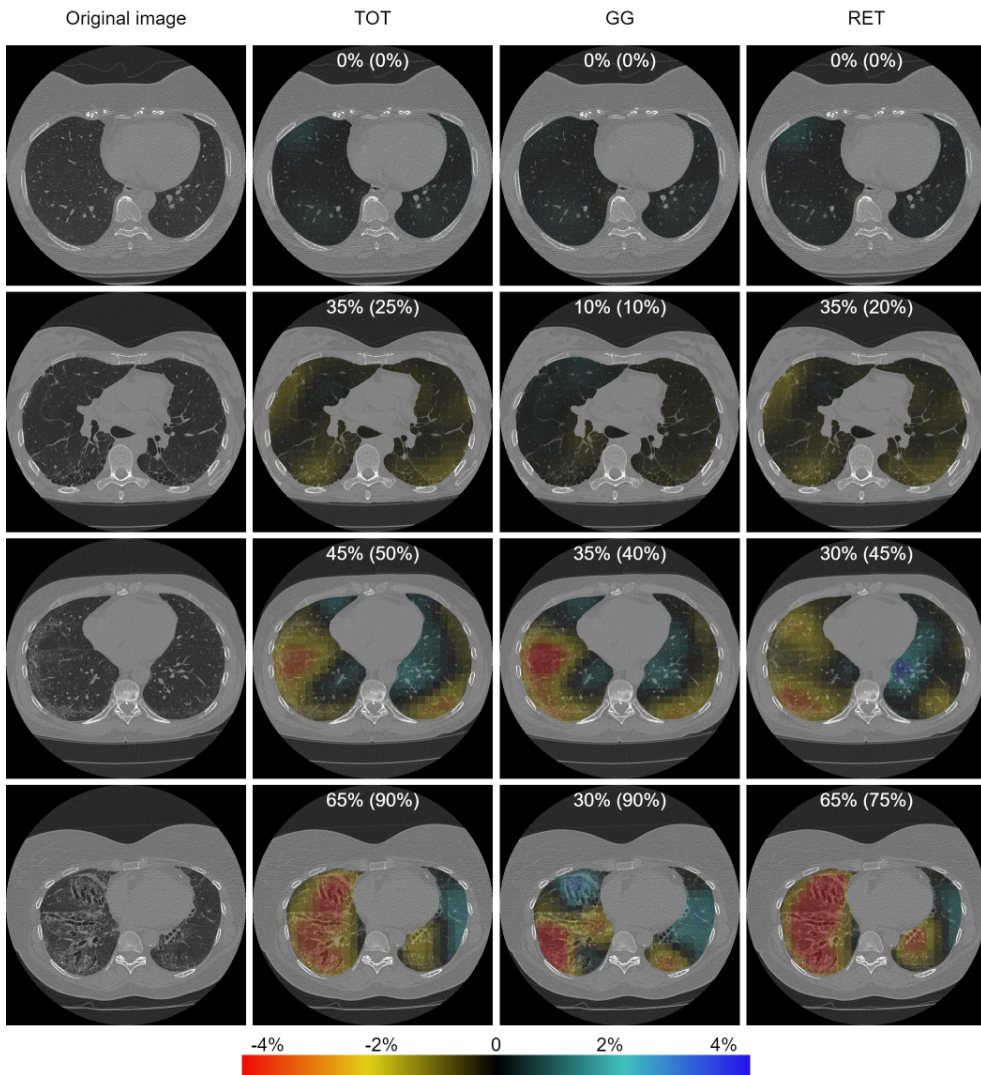 Original image TOT GG RET
0% (0%) 0% (0%) 0% (0%)
35% (25%) 10% (10%) 35% (20%)
45% (50%) 35% (40%) 30% (45%)
65% (90%) 30% (90%) 65% (75%)
-4% -2% 0 2% 4%